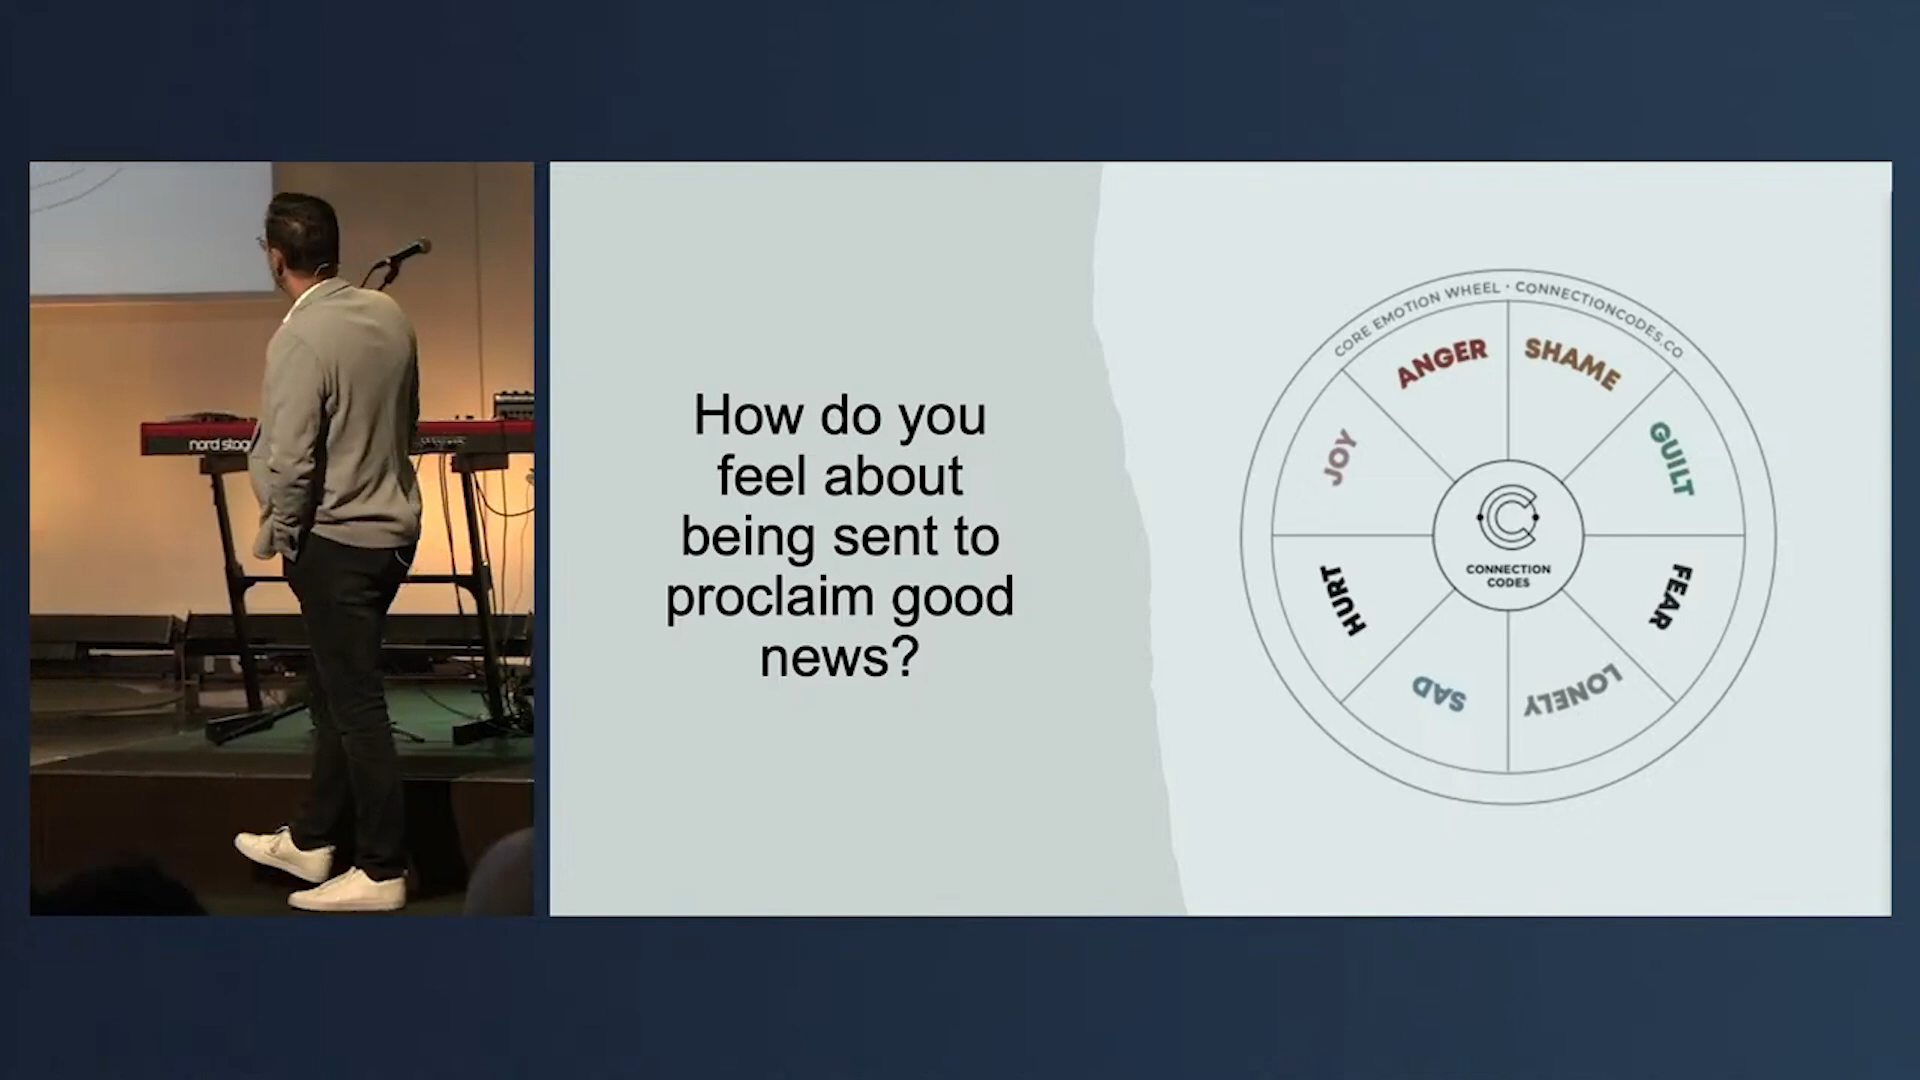 nord stag
How do you
feel about
being sent to
proclaim good
news?
CORE EMOTION WHEEL • CONNECTIONCODES.CO
ANGER
SHAME
GUILT
FEAR
LONELY
SAD
HURT
JOY
CONNECTION
CODES